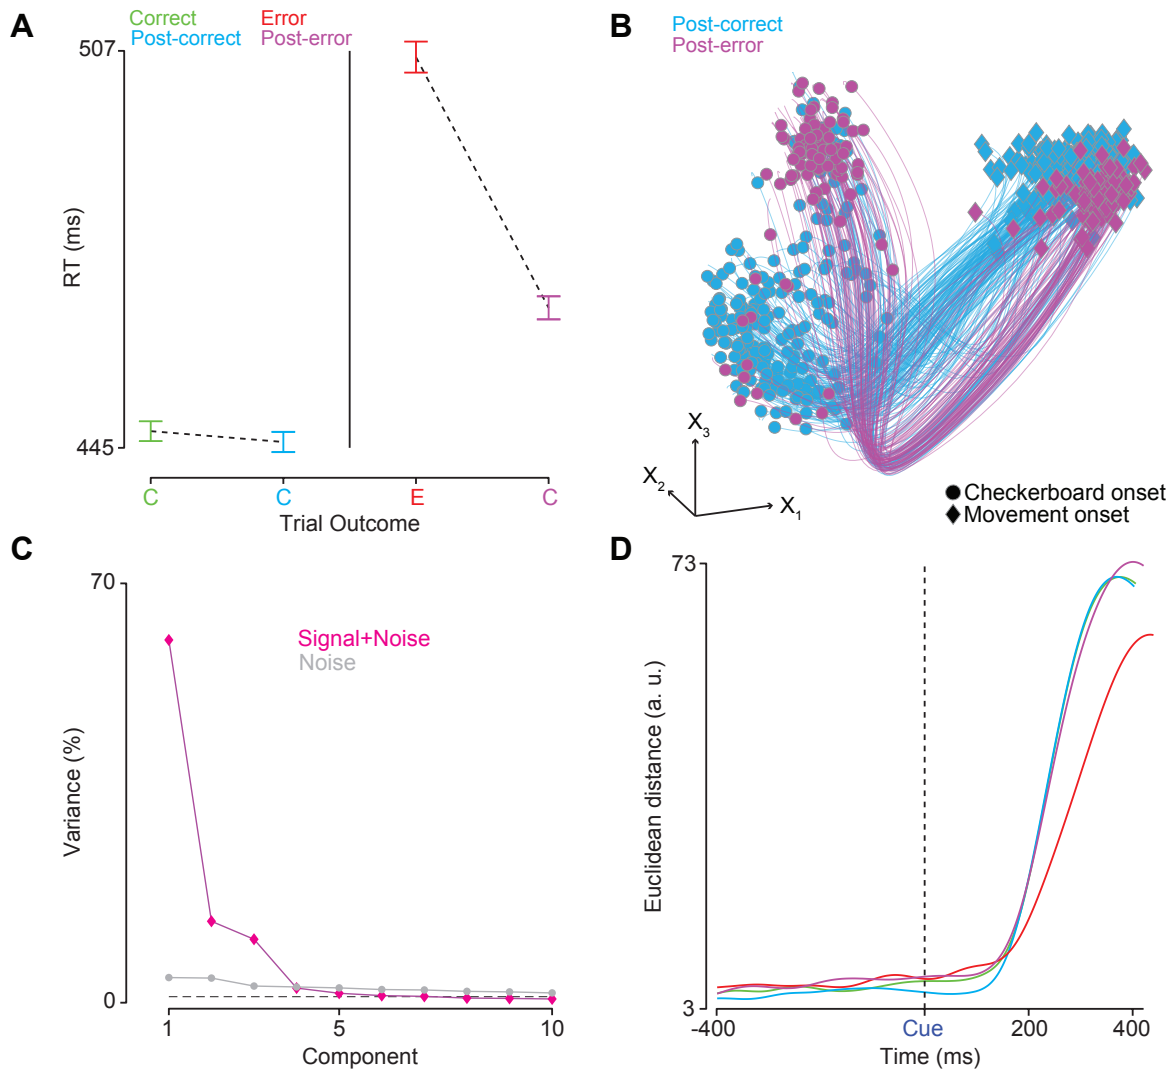 A
Correct Error
Post-correct Post-error
507
445
RT (ms)
C C E C
Trial Outcome
B
Post-correct
Post-error
X3
X2
X1
Checkerboard onset
Movement onset
C
70
0
Variance (%)
Signal+Noise
Noise
1 5 10
Component
D
73
3
Euclidean distance (a. u.)
-400 Cue 200 400
Time (ms)